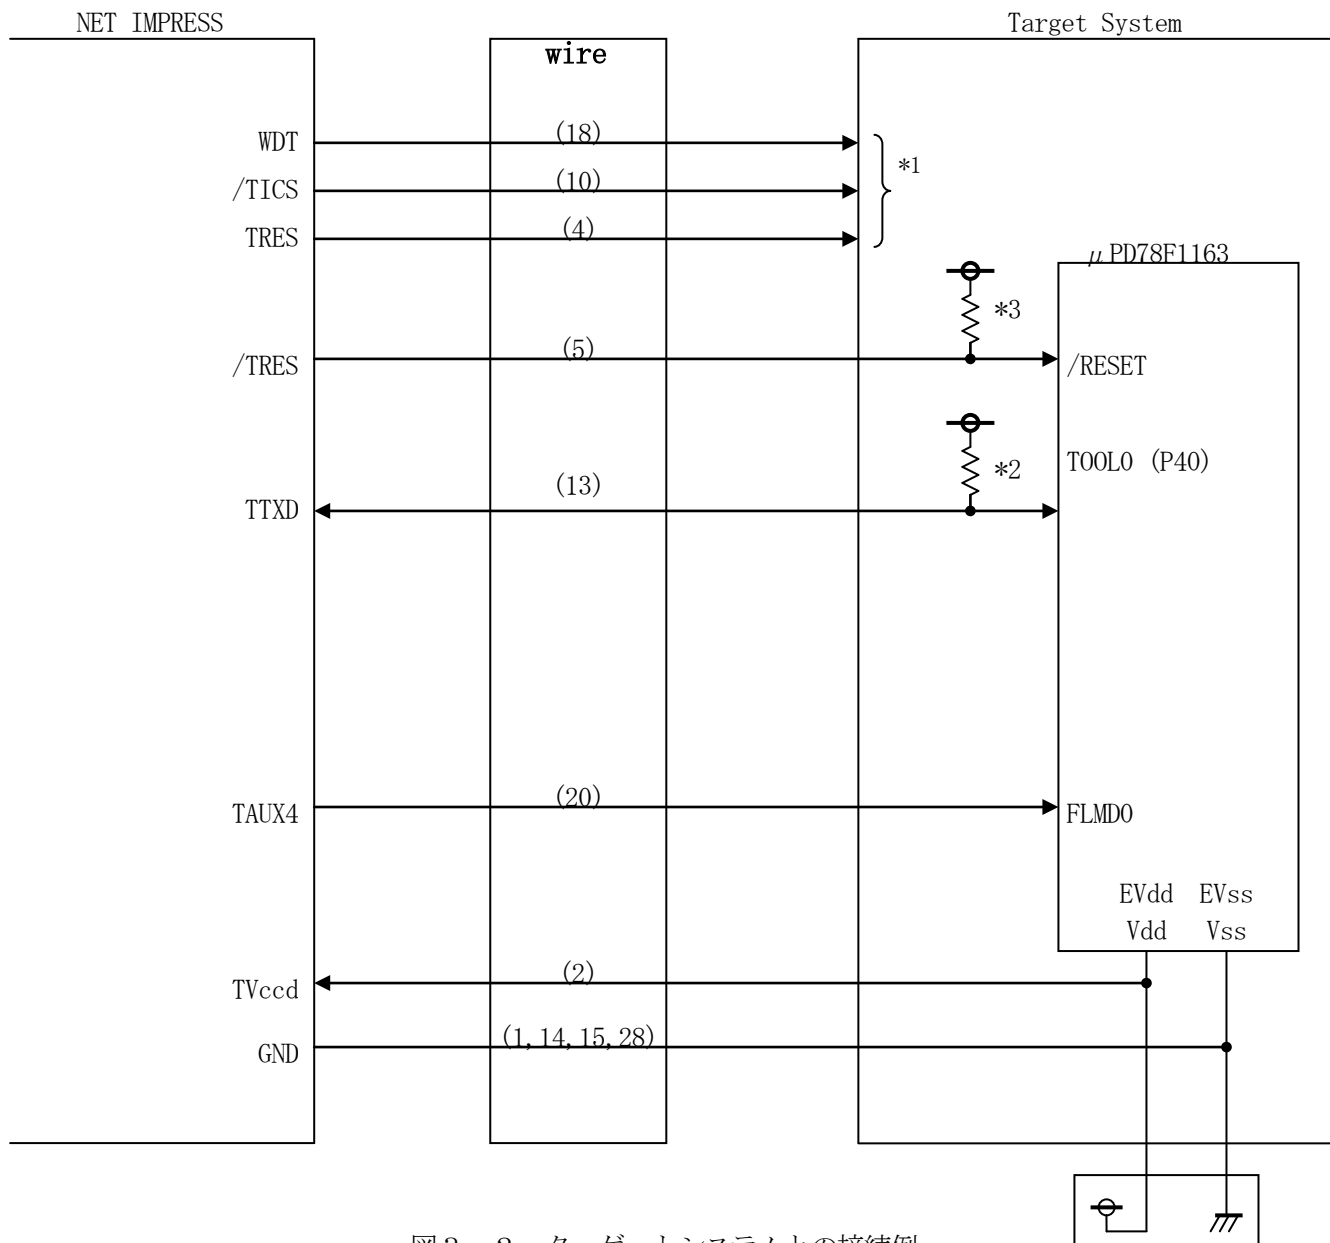 NET IMPRESS
Target System
wire
WDT
(18)
*1
/TICS
(10)
TRES
(4)
μPD78F1163
*3
/TRES
(5)
/RESET
*2
TOOL0 (P40)
TTXD
(13)
TAUX4
(20)
FLMD0
EVdd EVss
Vdd Vss
TVccd
(2)
GND
(1,14,15,28)